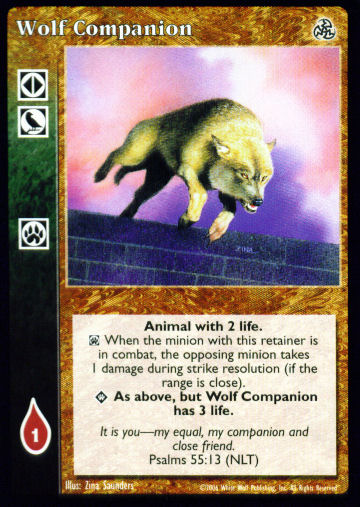 Wolf Companion
ZINA
Animal with 2 life.
When the minion with this retainer is
in combat, the opposing minion takes
1 damage during strike resolution (if the
range is close).
As above, but Wolf Companion
has 3 life.
It is you—my equal, my companion and
close friend.
Psalms 55:13 (NLT)
1
Illus: Zina Saunders
©2006 White Wolf Publishing, Inc. All Rights Reserved